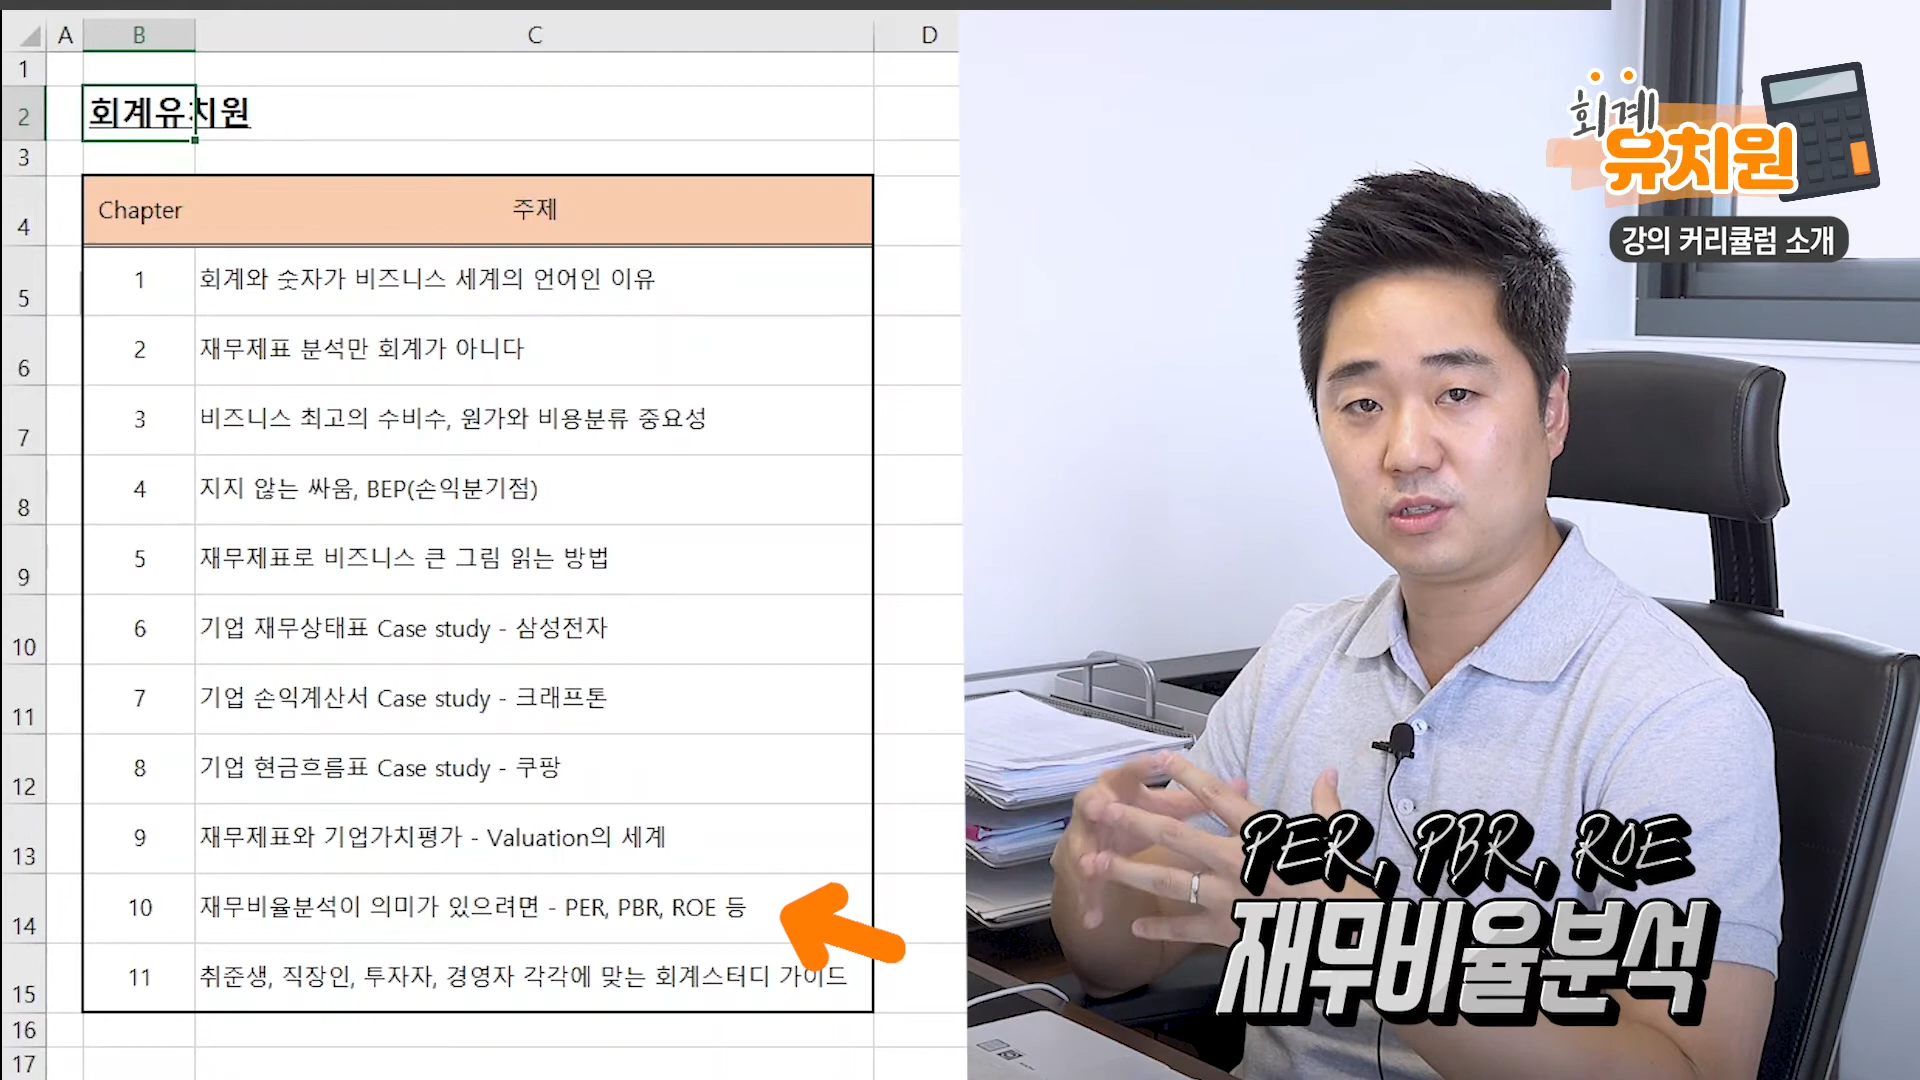 A B C D
1
2 회계유치원
3
4 Chapter 주제
5 1 회계와 숫자가 비즈니스 세계의 언어인 이유
6 2 재무제표 분석만 회계가 아니다
7 3 비즈니스 최고의 수비수, 원가와 비용분류 중요성
8 4 지지 않는 싸움, BEP(손익분기점)
9 5 재무제표로 비즈니스 큰 그림 읽는 방법
10 6 기업 재무상태표 Case study - 삼성전자
11 7 기업 손익계산서 Case study - 크래프톤
12 8 기업 현금흐름표 Case study - 쿠팡
13 9 재무제표와 기업가치평가 - Valuation의 세계
14 10 재무비율분석이 의미가 있으려면 - PER, PBR, ROE 등
15 11 취준생, 직장인, 투자자, 경영자 각각에 맞는 회계스터디 가이드
16
17
회계
유치원
강의 커리큘럼 소개
PER, PBR, ROE
재무비율분석